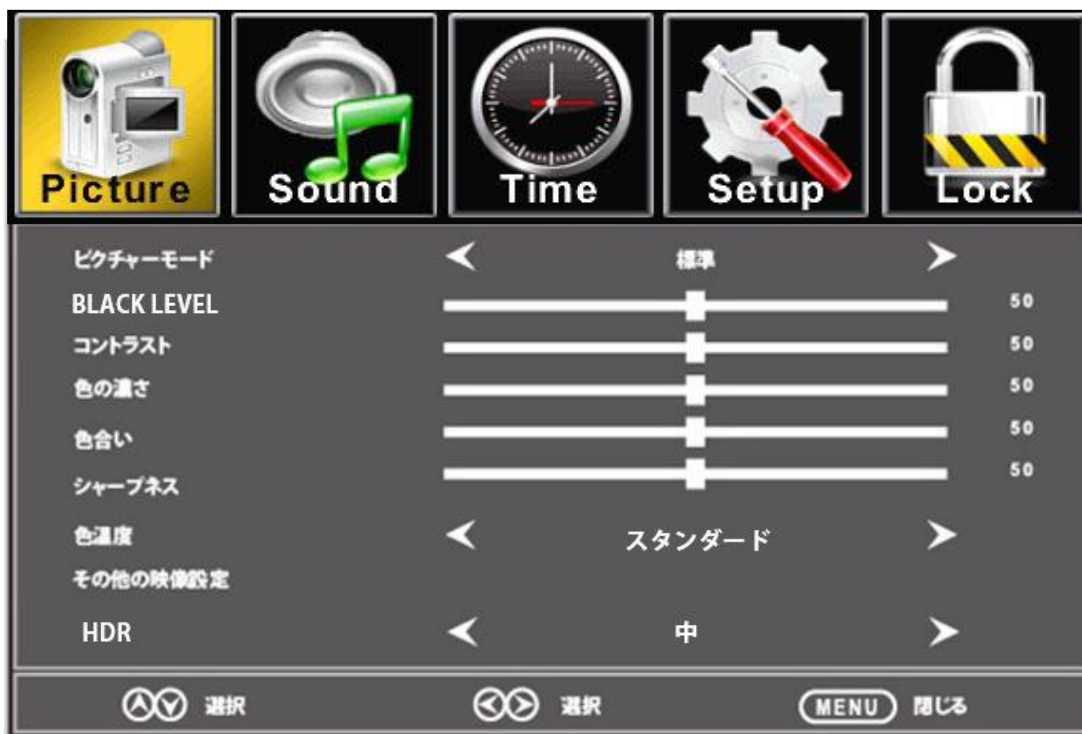 Picture Sound Time Setup Lock
ピクチャーモード 標準
BLACK LEVEL 50
コントラスト 50
色の濃さ 50
色合い 50
シャープネス 50
色温度 スタンダード
その他の映像設定
HDR 中
選択 選択 MENU 閉じる